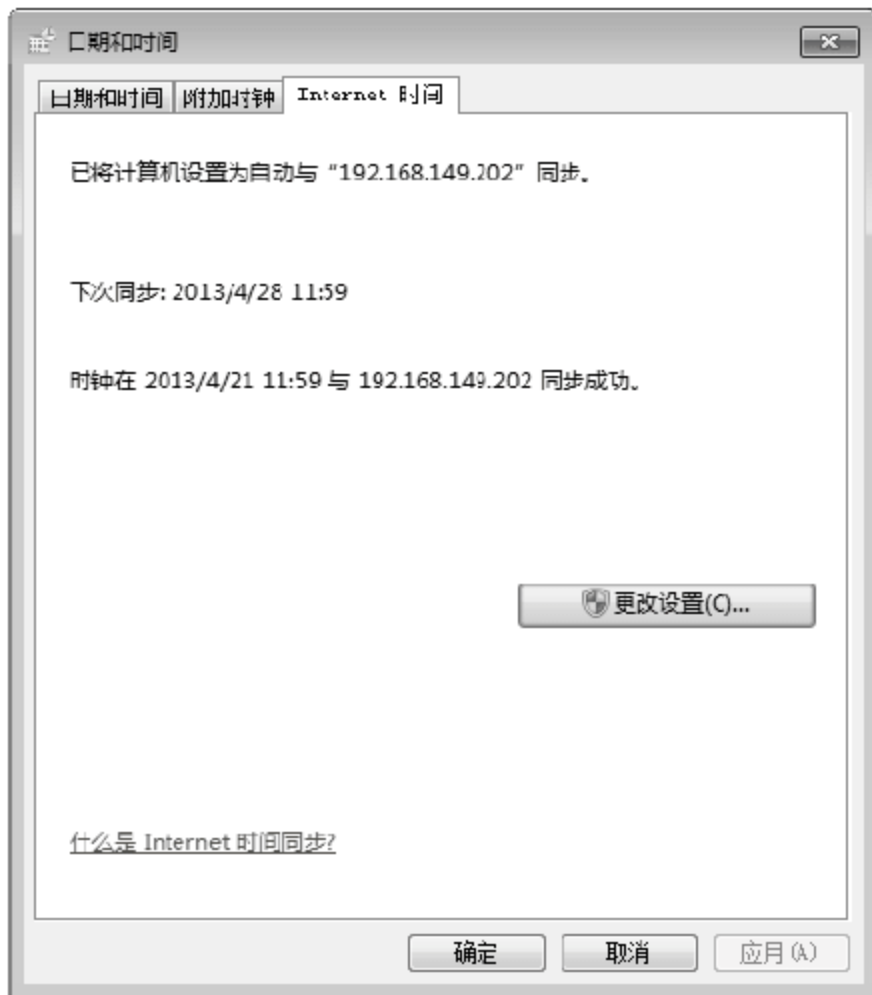 日期和时间
日期和时间 附加时钟 Internet 时间
已将计算机设置为自动与“192.168.149.202”同步。
下次同步: 2013/4/28 11:59
时钟在 2013/4/21 11:59 与 192.168.149.202 同步成功。
更改设置(C)...
什么是 Internet 时间同步?
确定 取消 应用(A)